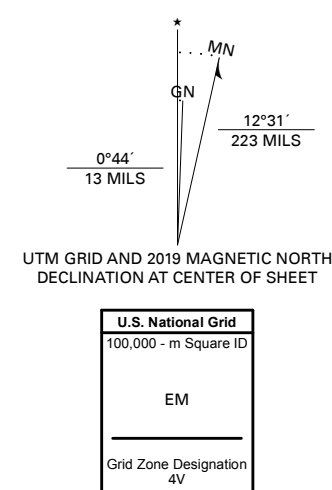 ★
MN
GN
12°31´
223 MILS
0°44´
13 MILS
UTM GRID AND 2019 MAGNETIC NORTH
DECLINATION AT CENTER OF SHEET
U.S. National Grid
100,000 - m Square ID
EM
Grid Zone Designation
4V